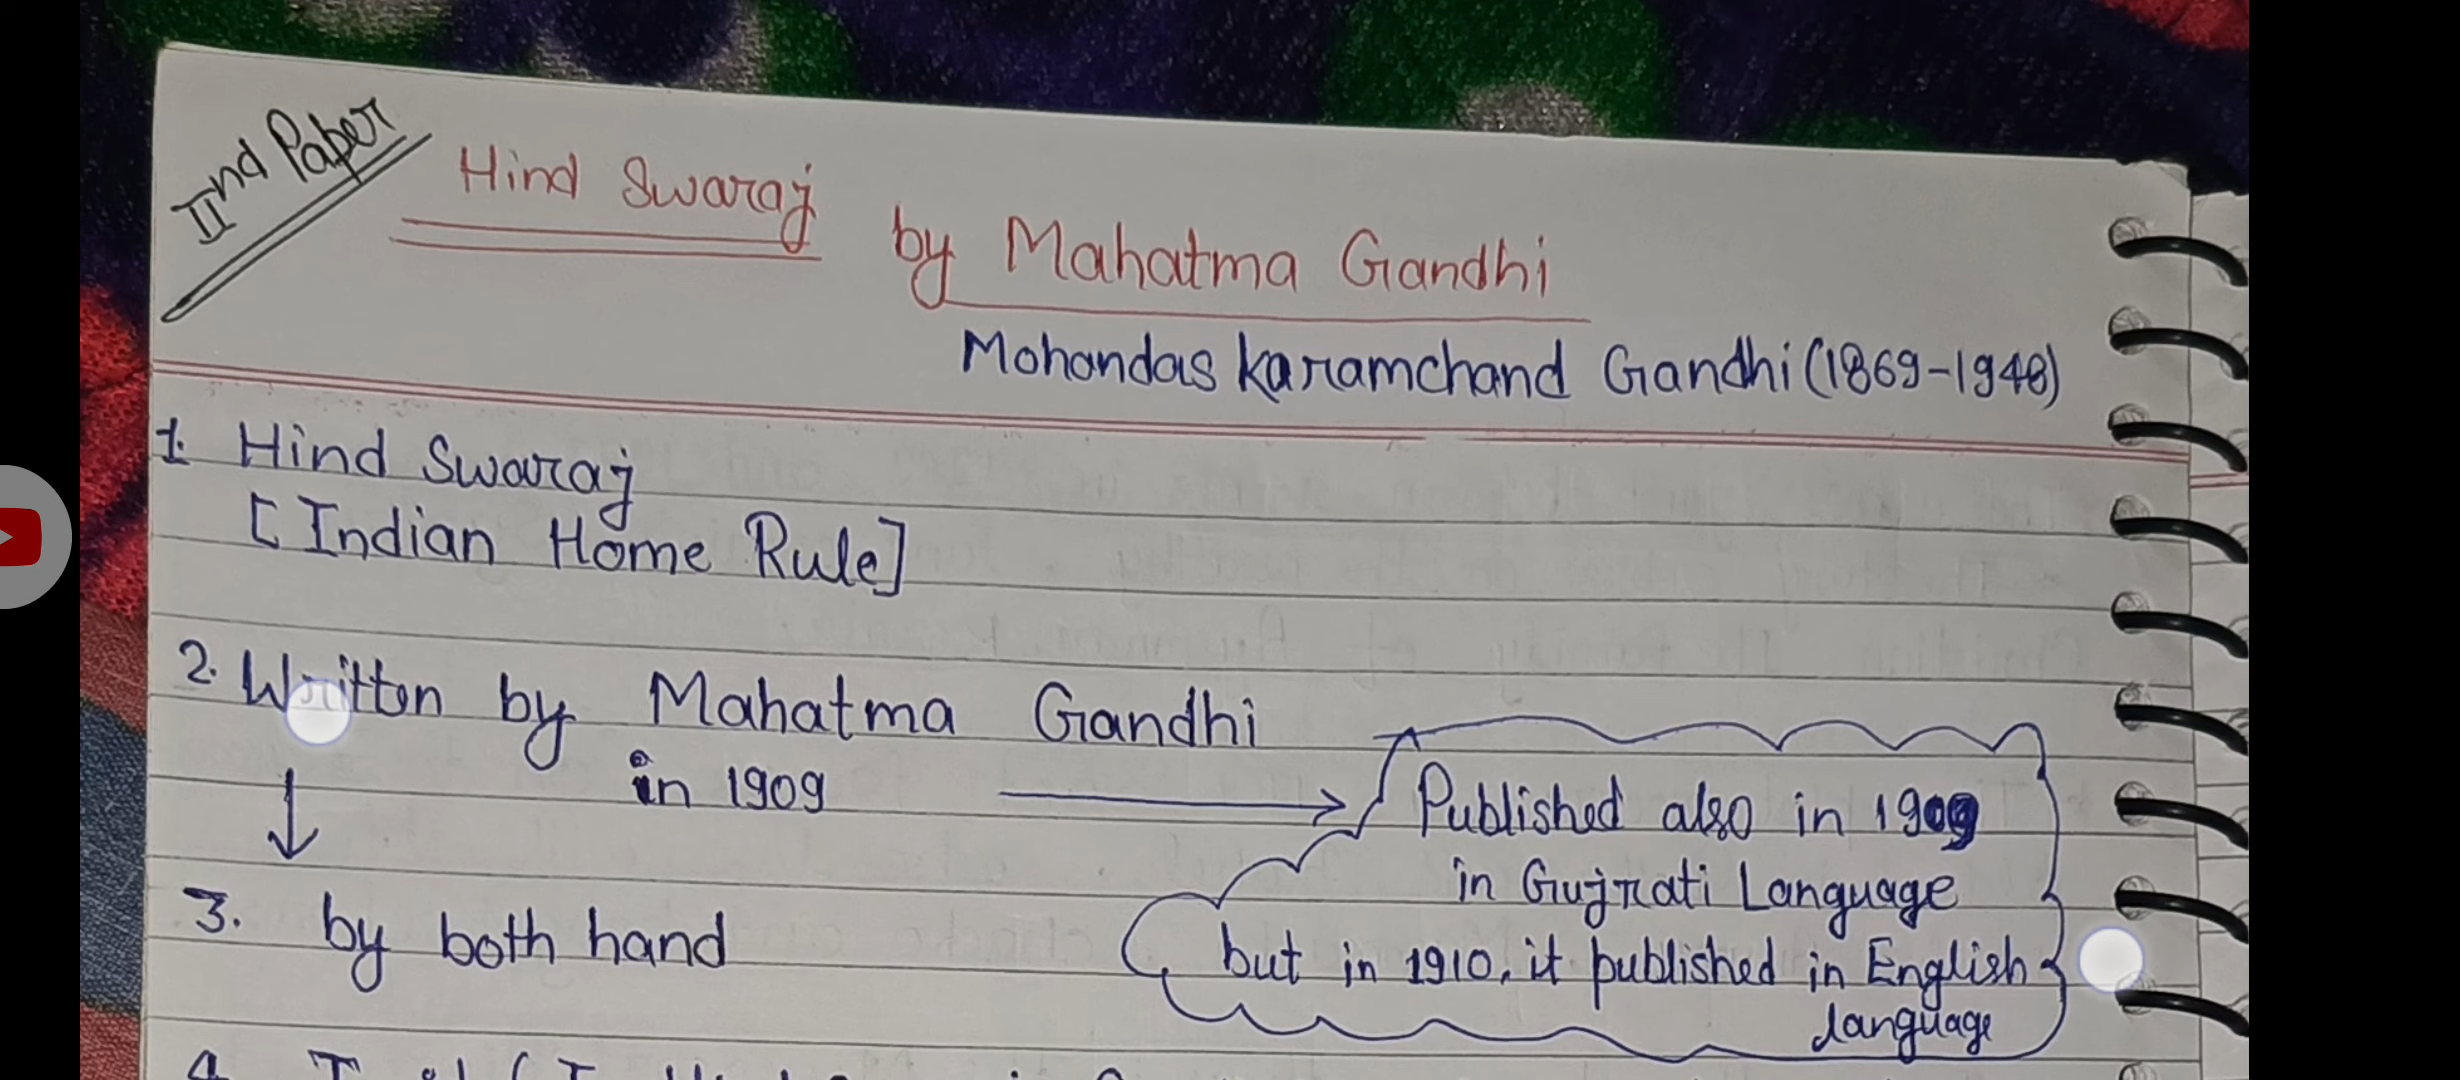 IInd Paper
Hind Swaraj
by Mahatma Gandhi
Mohandas Karamchand Gandhi (1869-1948)
1. Hind Swaraj
[Indian Home Rule]
2. Written by Mahatma Gandhi
in 1909
Published also in 1909
in Gujrati Language
but in 1910, it published in English
language
3. by both hand
4.